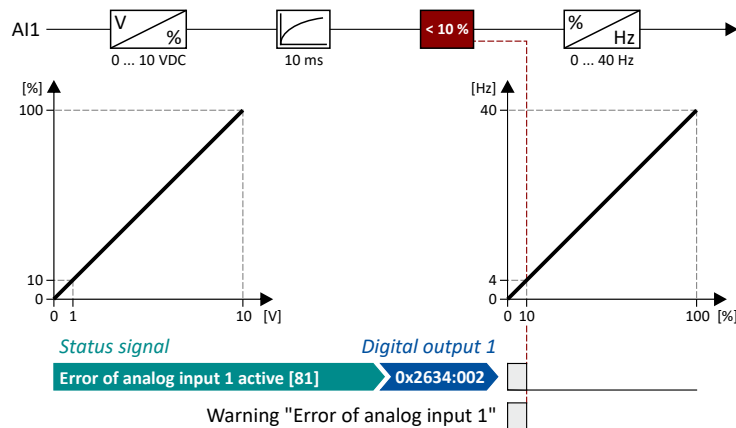 AI1
V
%
0 ... 10 VDC
10 ms
< 10 %
%
Hz
0 ... 40 Hz
[%]
100
10
0
0 1 10 [V]
[Hz]
40
4
0
0 10 100 [%]
Status signal
Digital output 1
Error of analog input 1 active [81]
0x2634:002
Warning "Error of analog input 1"